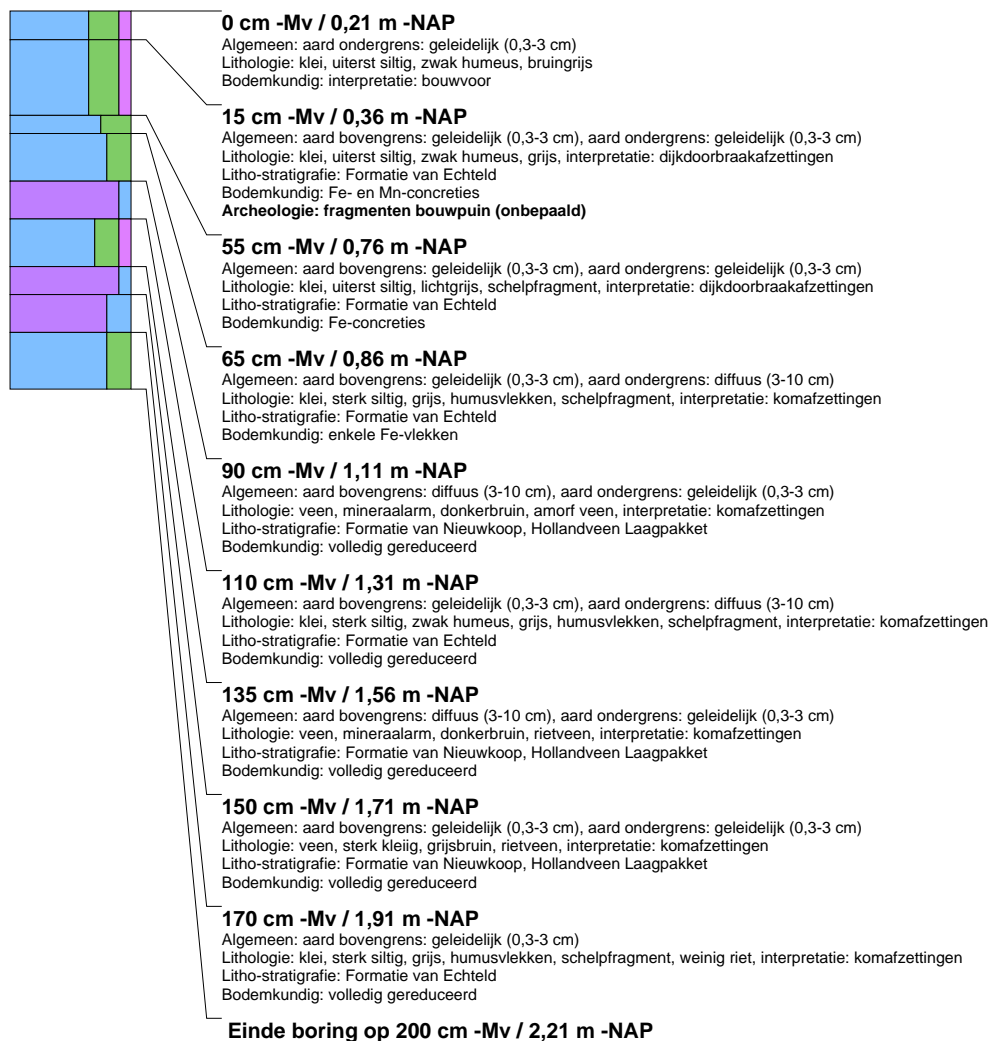 0 cm -Mv / 0,21 m -NAP
Algemeen: aard ondergrens: geleidelijk (0,3-3 cm)
Lithologie: klei, uiterst siltig, zwak humeus, bruingrijs
Bodemkundig: interpretatie: bouwvoor
15 cm -Mv / 0,36 m -NAP
Algemeen: aard bovengrens: geleidelijk (0,3-3 cm), aard ondergrens: geleidelijk (0,3-3 cm)
Lithologie: klei, uiterst siltig, zwak humeus, grijs, interpretatie: dijkdoorbraakafzettingen
Litho-stratigrafie: Formatie van Echteld
Bodemkundig: Fe- en Mn-concreties
Archeologie: fragmenten bouwpuin (onbepaald)
55 cm -Mv / 0,76 m -NAP
Algemeen: aard bovengrens: geleidelijk (0,3-3 cm), aard ondergrens: geleidelijk (0,3-3 cm)
Lithologie: klei, uiterst siltig, lichtgrijs, schelpfragment, interpretatie: dijkdoorbraakafzettingen
Litho-stratigrafie: Formatie van Echteld
Bodemkundig: Fe-concreties
65 cm -Mv / 0,86 m -NAP
Algemeen: aard bovengrens: geleidelijk (0,3-3 cm), aard ondergrens: diffuus (3-10 cm)
Lithologie: klei, sterk siltig, grijs, humusvlekken, schelpfragment, interpretatie: komafzettingen
Litho-stratigrafie: Formatie van Echteld
Bodemkundig: enkele Fe-vlekken
90 cm -Mv / 1,11 m -NAP
Algemeen: aard bovengrens: diffuus (3-10 cm), aard ondergrens: geleidelijk (0,3-3 cm)
Lithologie: veen, mineraalarm, donkerbruin, amorf veen, interpretatie: komafzettingen
Litho-stratigrafie: Formatie van Nieuwkoop, Hollandveen Laagpakket
Bodemkundig: volledig gereduceerd
110 cm -Mv / 1,31 m -NAP
Algemeen: aard bovengrens: geleidelijk (0,3-3 cm), aard ondergrens: diffuus (3-10 cm)
Lithologie: klei, sterk siltig, zwak humeus, grijs, humusvlekken, schelpfragment, interpretatie: komafzettingen
Litho-stratigrafie: Formatie van Echteld
Bodemkundig: volledig gereduceerd
135 cm -Mv / 1,56 m -NAP
Algemeen: aard bovengrens: diffuus (3-10 cm), aard ondergrens: geleidelijk (0,3-3 cm)
Lithologie: veen, mineraalarm, donkerbruin, rietveen, interpretatie: komafzettingen
Litho-stratigrafie: Formatie van Nieuwkoop, Hollandveen Laagpakket
Bodemkundig: volledig gereduceerd
150 cm -Mv / 1,71 m -NAP
Algemeen: aard bovengrens: geleidelijk (0,3-3 cm), aard ondergrens: geleidelijk (0,3-3 cm)
Lithologie: veen, sterk kleiig, grijsbruin, rietveen, interpretatie: komafzettingen
Litho-stratigrafie: Formatie van Nieuwkoop, Hollandveen Laagpakket
Bodemkundig: volledig gereduceerd
170 cm -Mv / 1,91 m -NAP
Algemeen: aard bovengrens: geleidelijk (0,3-3 cm)
Lithologie: klei, sterk siltig, grijs, humusvlekken, schelpfragment, weinig riet, interpretatie: komafzettingen
Litho-stratigrafie: Formatie van Echteld
Bodemkundig: volledig gereduceerd
Einde boring op 200 cm -Mv / 2,21 m -NAP